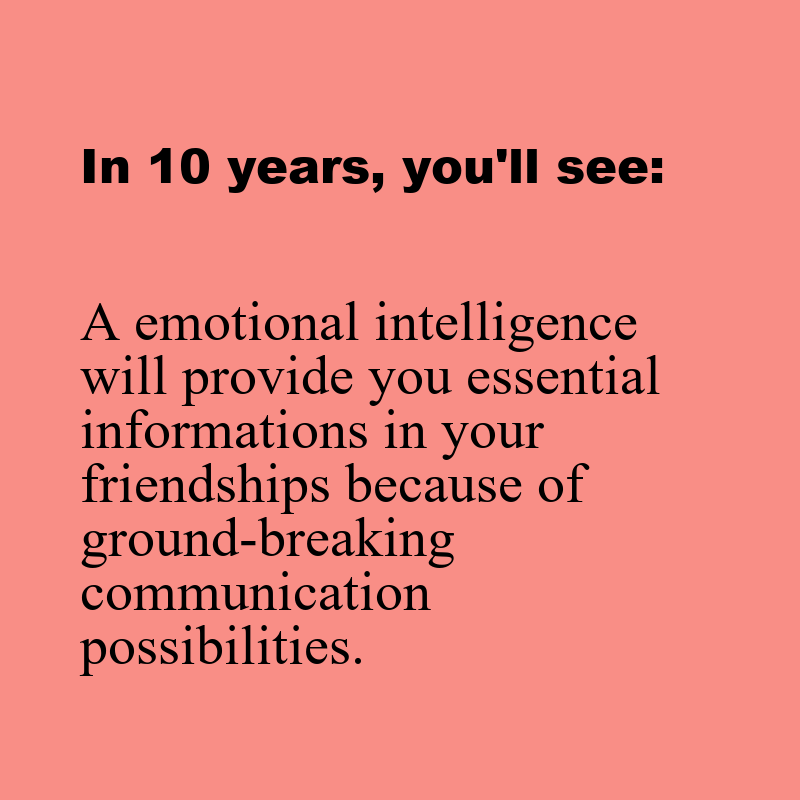 In 10 years, you'll see:
A emotional intelligence
will provide you essential
informations in your
friendships because of
ground-breaking
communication
possibilities.